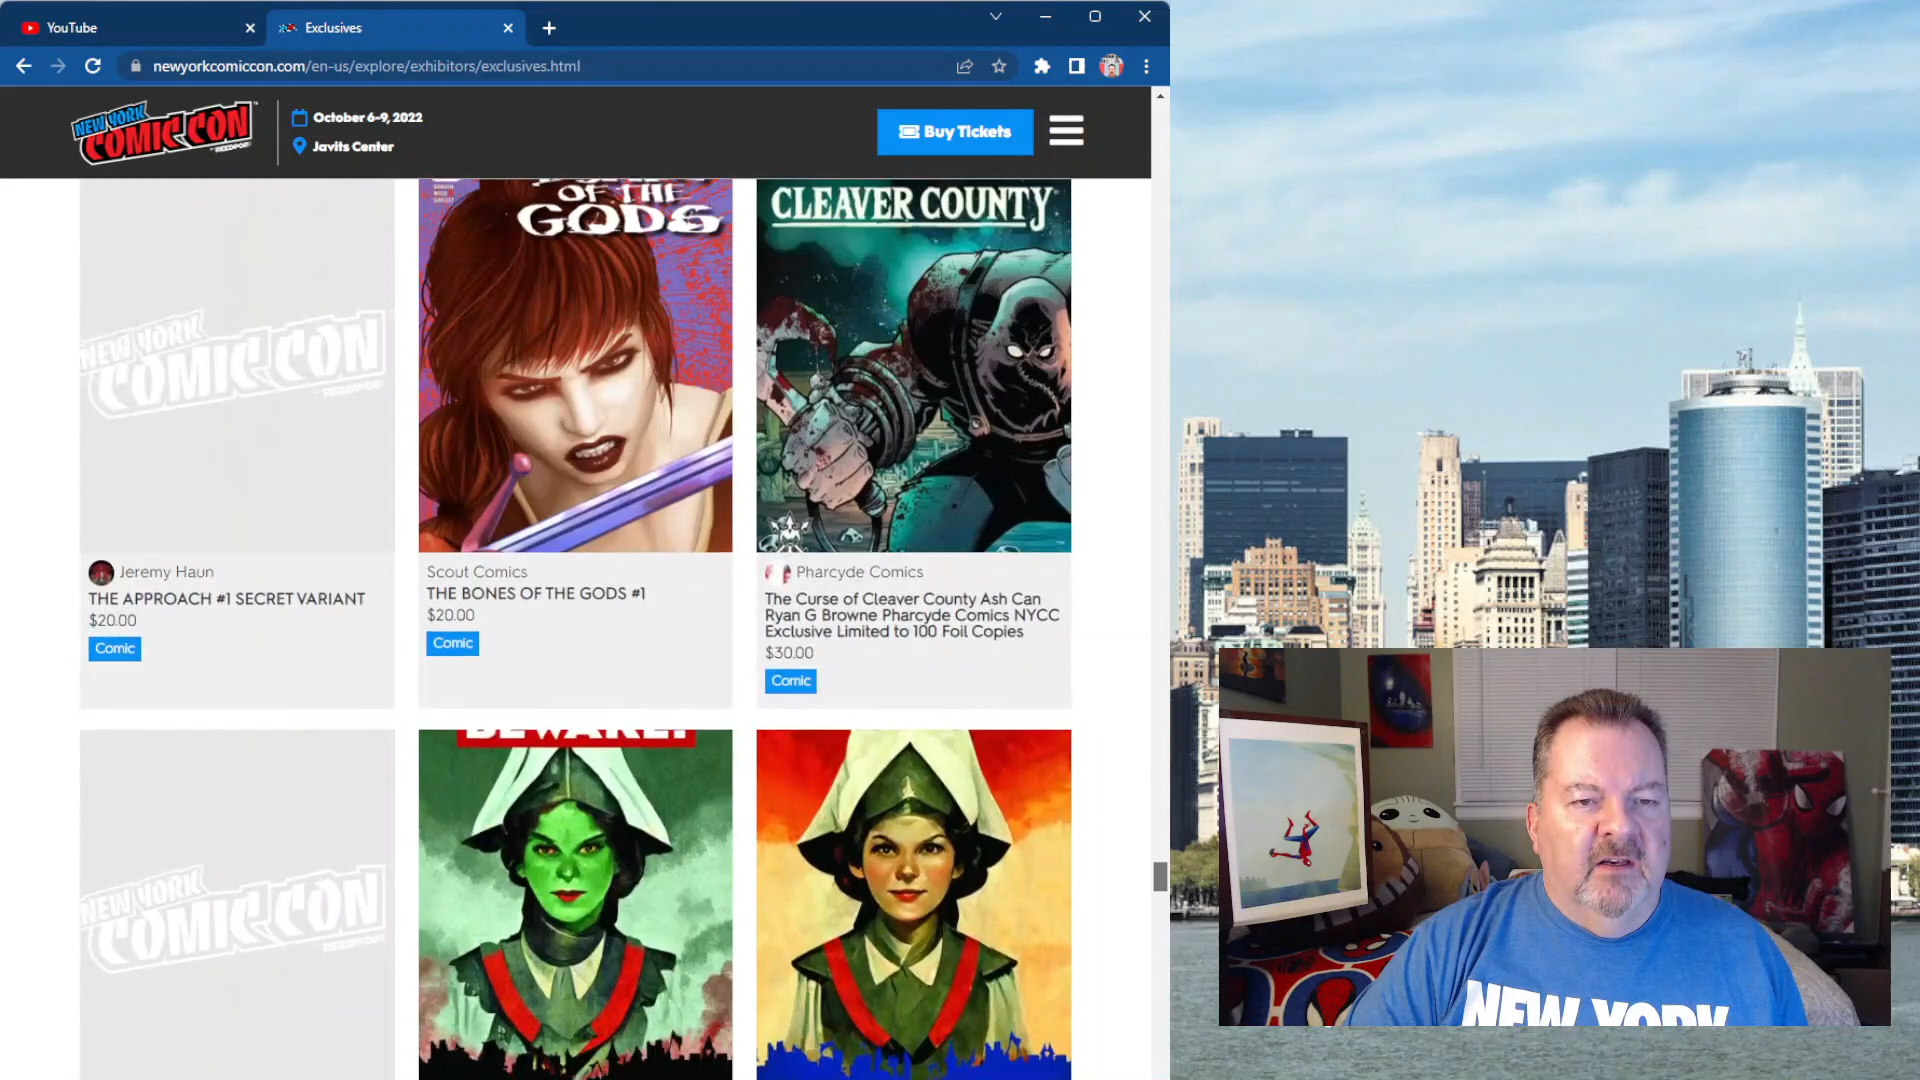 YouTube
Exclusives
newyorkcomiccon.com/en-us/explore/exhibitors/exclusives.html
NEW YORK
COMIC CON
October 6-9, 2022
Javits Center
Buy Tickets
OF THE
GODS
CLEAVER COUNTY
NEW YORK
COMIC CON
Jeremy Haun
THE APPROACH #1 SECRET VARIANT
$20.00
Comic
Scout Comics
THE BONES OF THE GODS #1
$20.00
Comic
Pharcyde Comics
The Curse of Cleaver County Ash Can
Ryan G Browne Pharcyde Comics NYCC
Exclusive Limited to 100 Foil Copies
$30.00
Comic
BEWARE!
NEW YORK
COMIC CON
NEW YORK